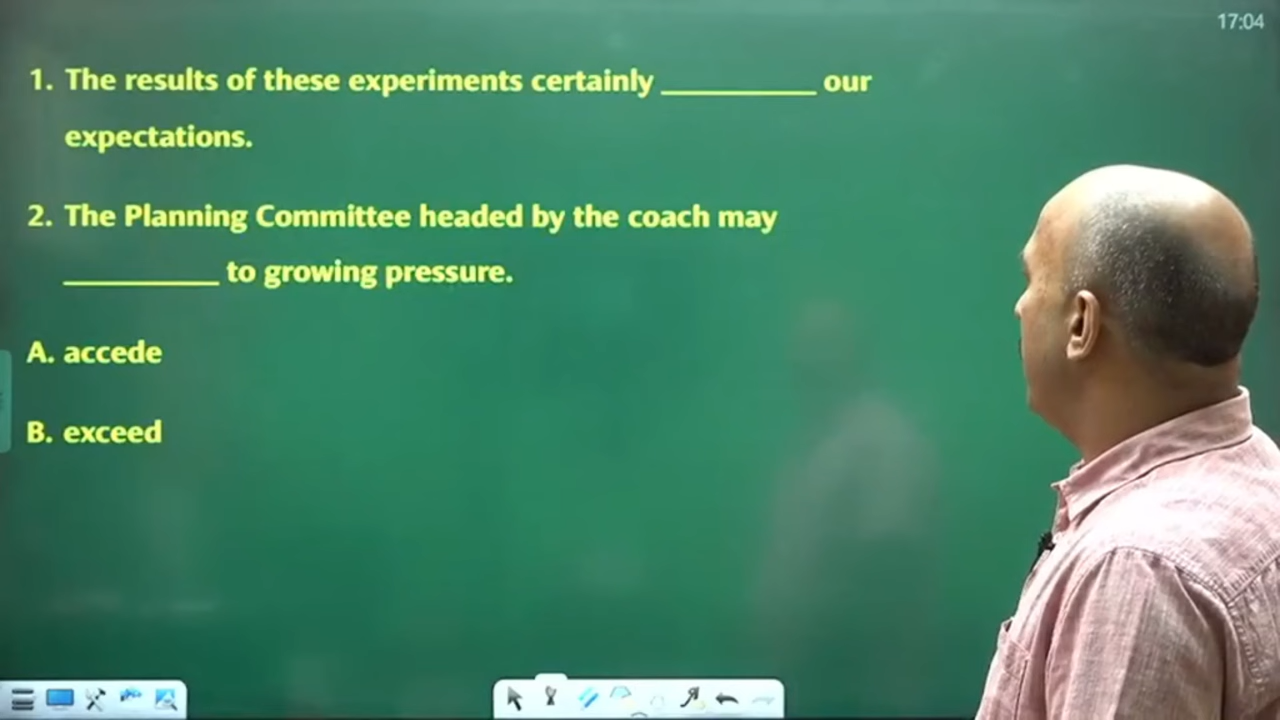 17:04
1. The results of these experiments certainly __________ our
expectations.
2. The Planning Committee headed by the coach may
__________ to growing pressure.
A. accede
B. exceed